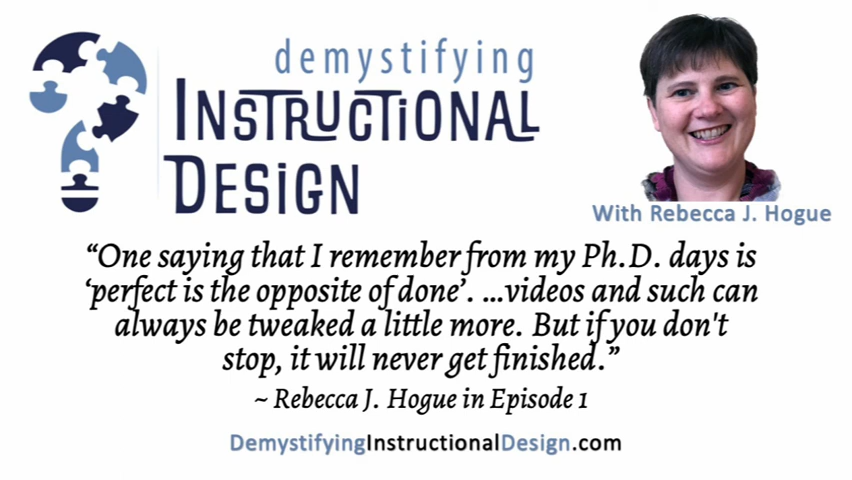 demystifying
INSTRUCTIONAL
DESIGN
With Rebecca J. Hogue
“One saying that I remember from my Ph.D. days is
‘perfect is the opposite of done’. ...videos and such can
always be tweaked a little more. But if you don't
stop, it will never get finished.”
~ Rebecca J. Hogue in Episode 1
DemystifyingInstructionalDesign.com